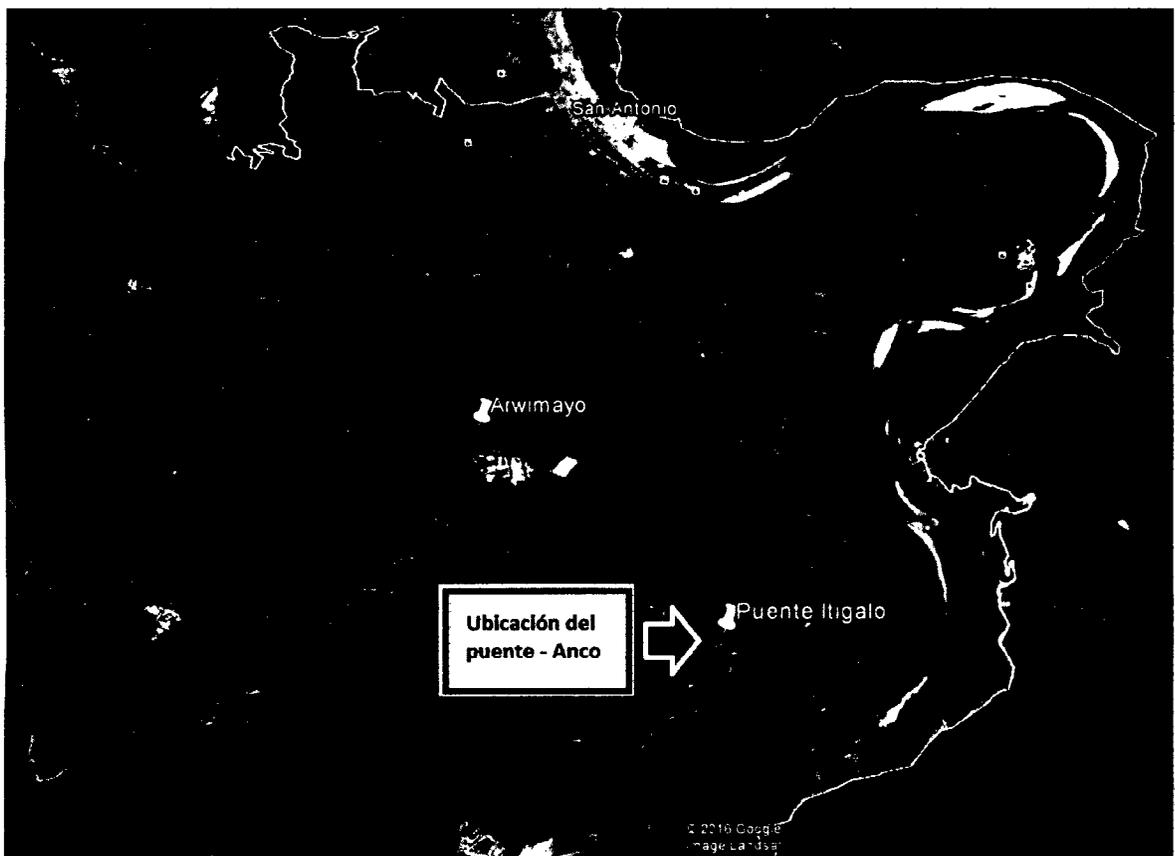 San Antonio
Arwimayo
Ubicación del
puente - Anco
Puente Itigalo
© 2016 Google
Image Landsat